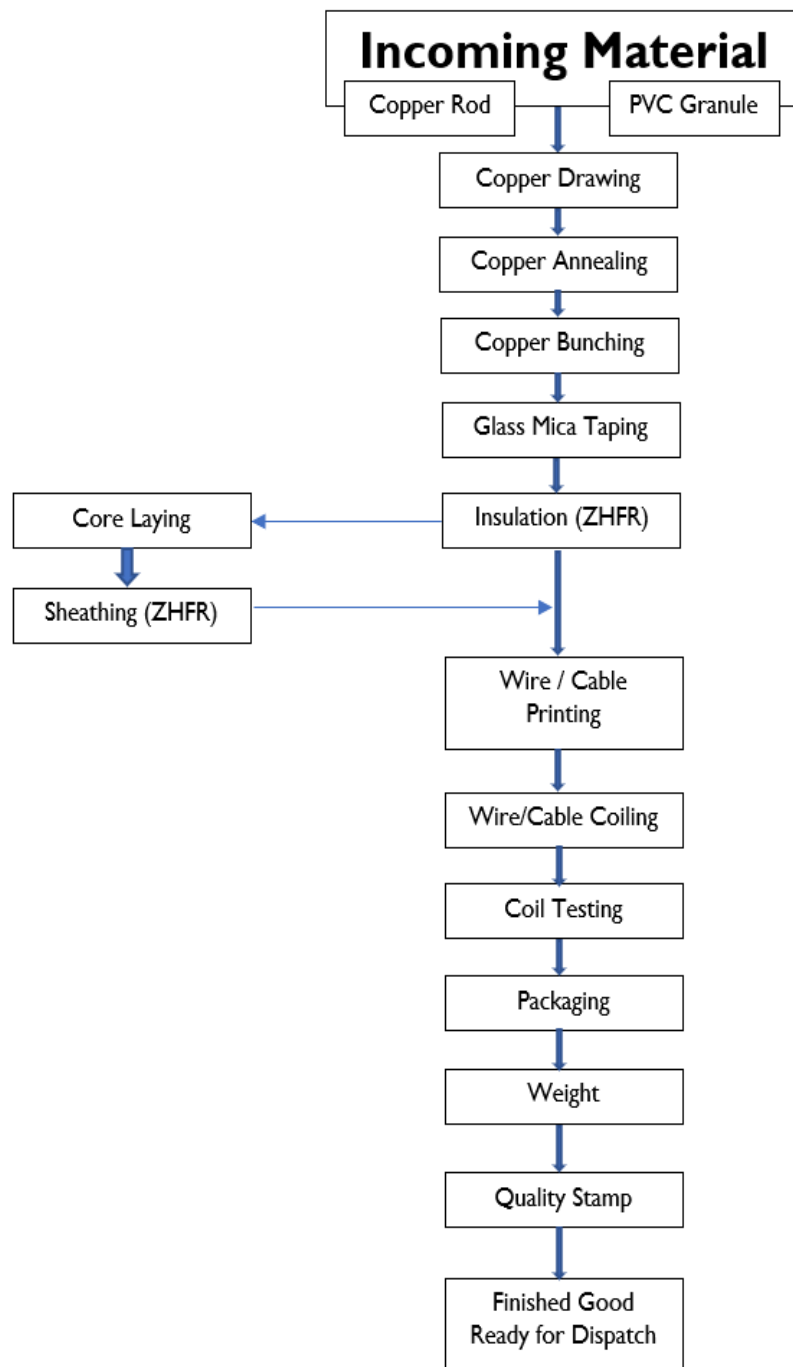 Incoming Material
Copper Rod
PVC Granule
Copper Drawing
Copper Annealing
Copper Bunching
Glass Mica Taping
Core Laying
Insulation (ZHFR)
Sheathing (ZHFR)
Wire / Cable
Printing
Wire/Cable Coiling
Coil Testing
Packaging
Weight
Quality Stamp
Finished Good
Ready for Dispatch